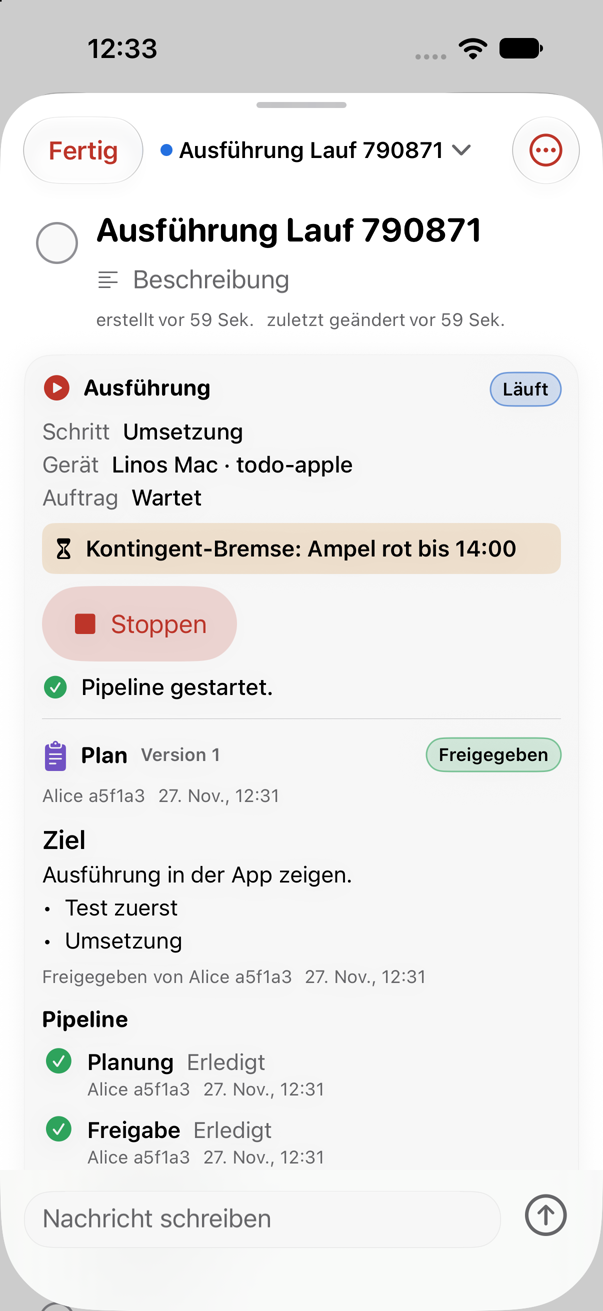 12:33
Fertig
Ausführung Lauf 790871
Ausführung Lauf 790871
Beschreibung
erstellt vor 59 Sek. zuletzt geändert vor 59 Sek.
Ausführung
Läuft
Schritt Umsetzung
Gerät Linos Mac · todo-apple
Auftrag Wartet
Kontingent-Bremse: Ampel rot bis 14:00
Stoppen
Pipeline gestartet.
Plan Version 1
Freigegeben
Alice a5f1a3 27. Nov., 12:31
Ziel
Ausführung in der App zeigen.
• Test zuerst
• Umsetzung
Freigegeben von Alice a5f1a3 27. Nov., 12:31
Pipeline
Planung Erledigt
Alice a5f1a3 27. Nov., 12:31
Freigabe Erledigt
Alice a5f1a3 27. Nov., 12:31
Nachricht schreiben